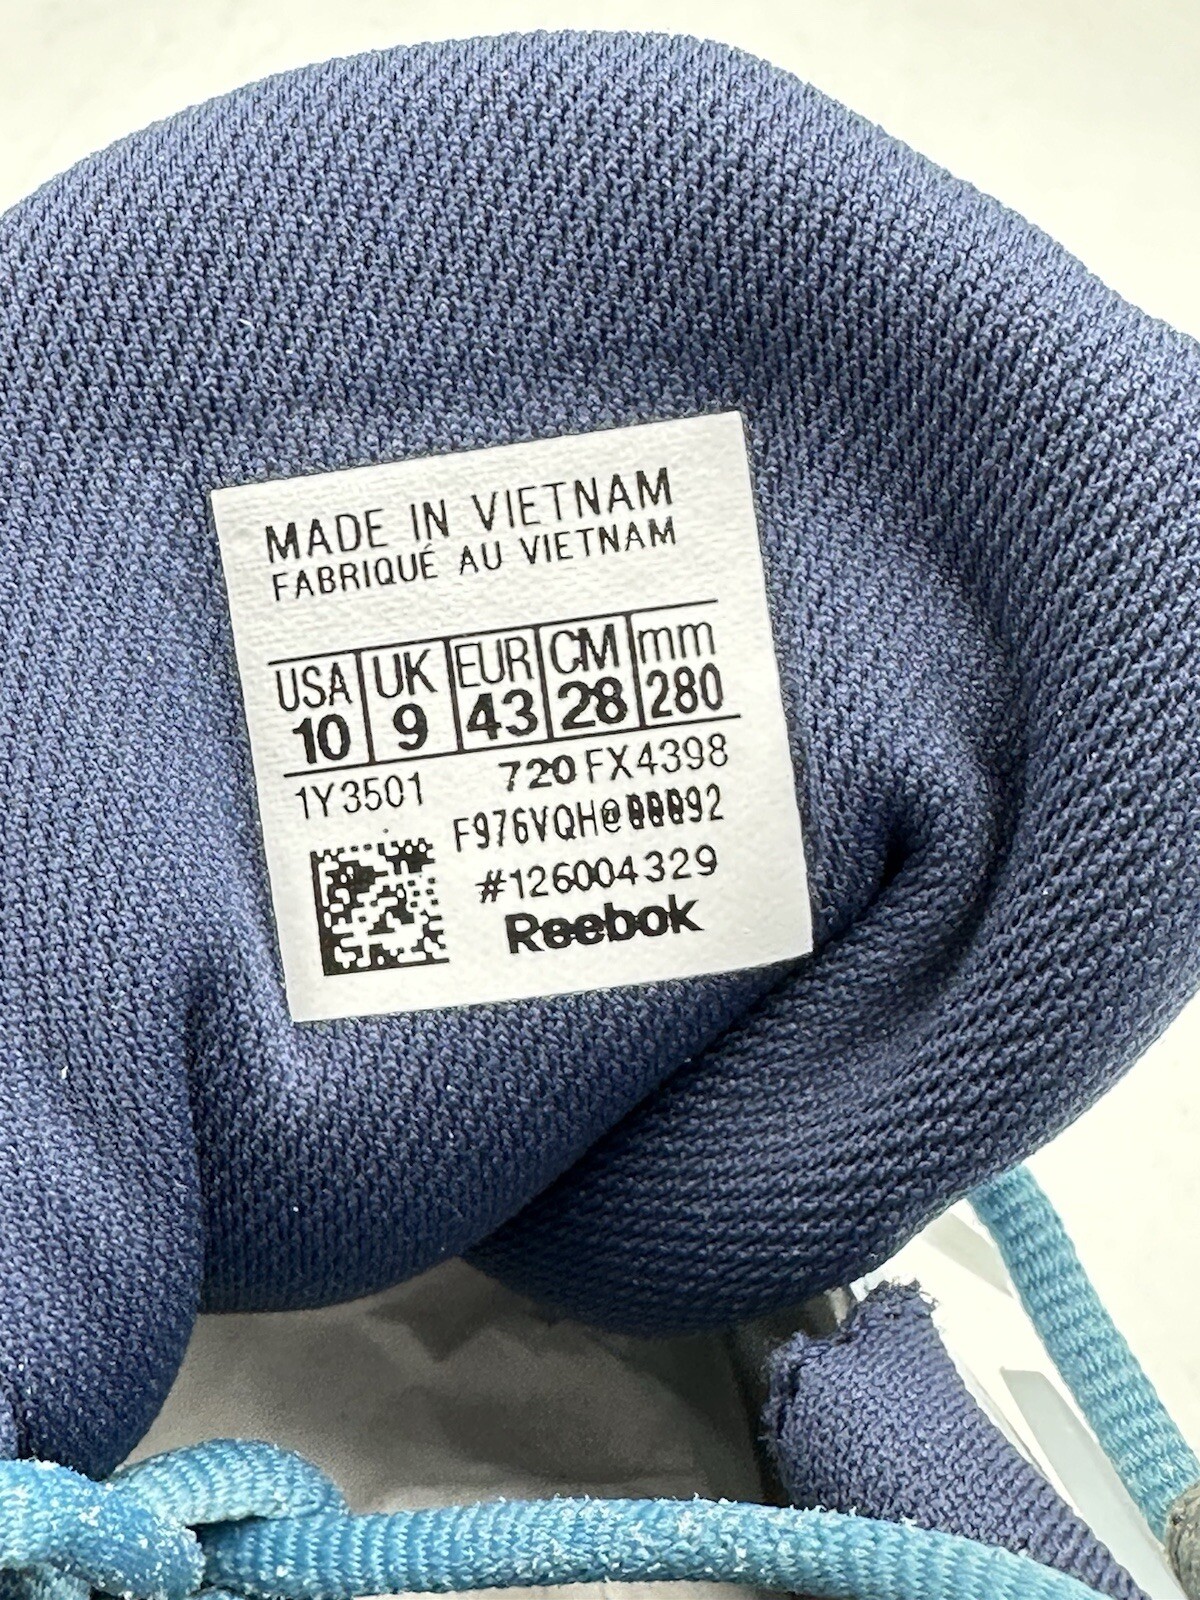 MADE IN VIETNAM
FABRIQUÉ AU VIETNAM
USA UK EUR CM mm
10 9 43 28 280
1Y3501 720 FX4398
#126004329
Reebok